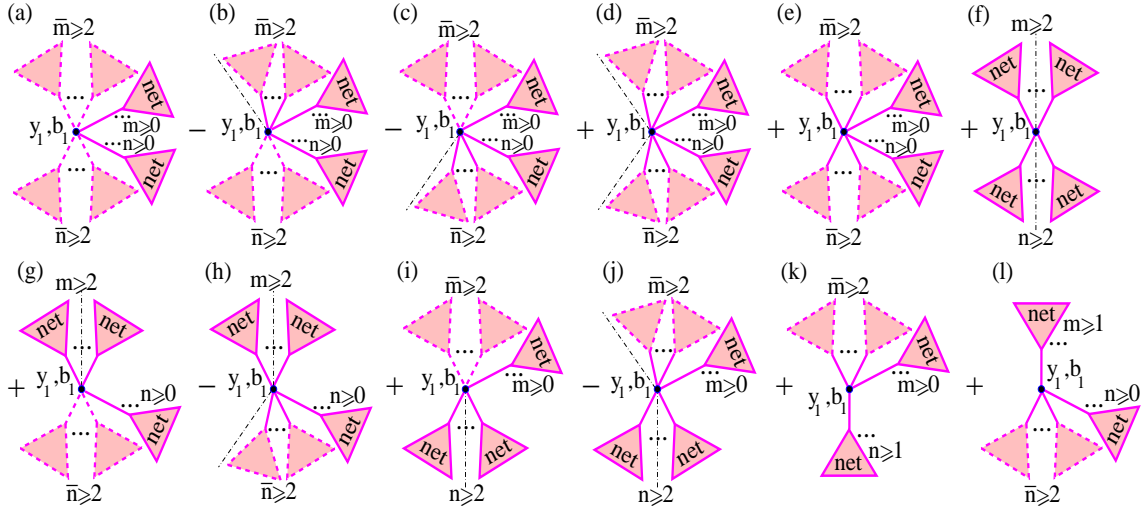 (a) (b) (c) (d) (e) (f)
m̄⩾2 m̄⩾2 m̄⩾2 m̄⩾2 m̄⩾2 m⩾2
net net net net net net net
... ... ... ... ... ...
y₁,b₁ ...m⩾0 − y₁,b₁ ...m̄⩾0 − y₁,b₁ ...m⩾0 + y₁,b₁ ...m⩾0 + y₁,b₁ ...m⩾0 + y₁,b₁
...n⩾0 ...n⩾0 ...n⩾0 ...n⩾0 ...n⩾0
... ... ... ... ... ...
net net net net net net net
n̄⩾2 n̄⩾2 n̄⩾2 n̄⩾2 n̄⩾2 n⩾2
(g) (h) (i) (j) (k) (l)
m⩾2 m⩾2 m̄⩾2 m̄⩾2 m̄⩾2
net net net net net net net net
... ... ... ... ... ...m⩾1
+ y₁,b₁ ...n⩾0 − y₁,b₁ ...n⩾0 + y₁,b₁ ...m⩾0 − y₁,b₁ ...m⩾0 + y₁,b₁ ...m⩾0 + y₁,b₁ ...n⩾0
... net ... net ... net net ... net net net ...n⩾1 ... net
n̄⩾2 n̄⩾2 n⩾2 n⩾2 n̄⩾2